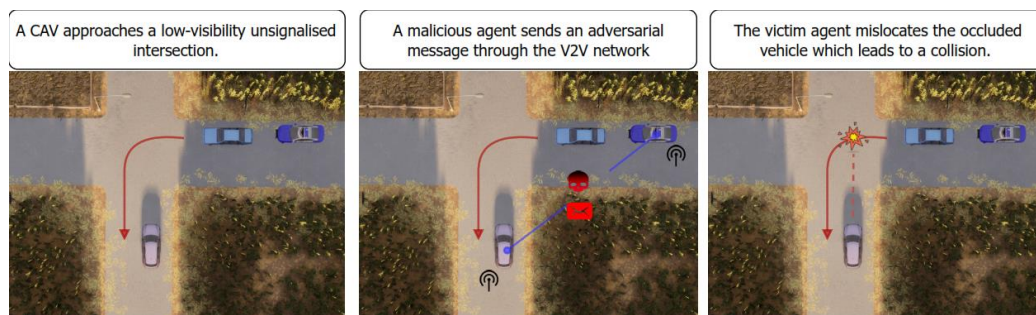 A CAV approaches a low-visibility unsignalised
intersection.
A malicious agent sends an adversarial
message through the V2V network
The victim agent mislocates the occluded
vehicle which leads to a collision.